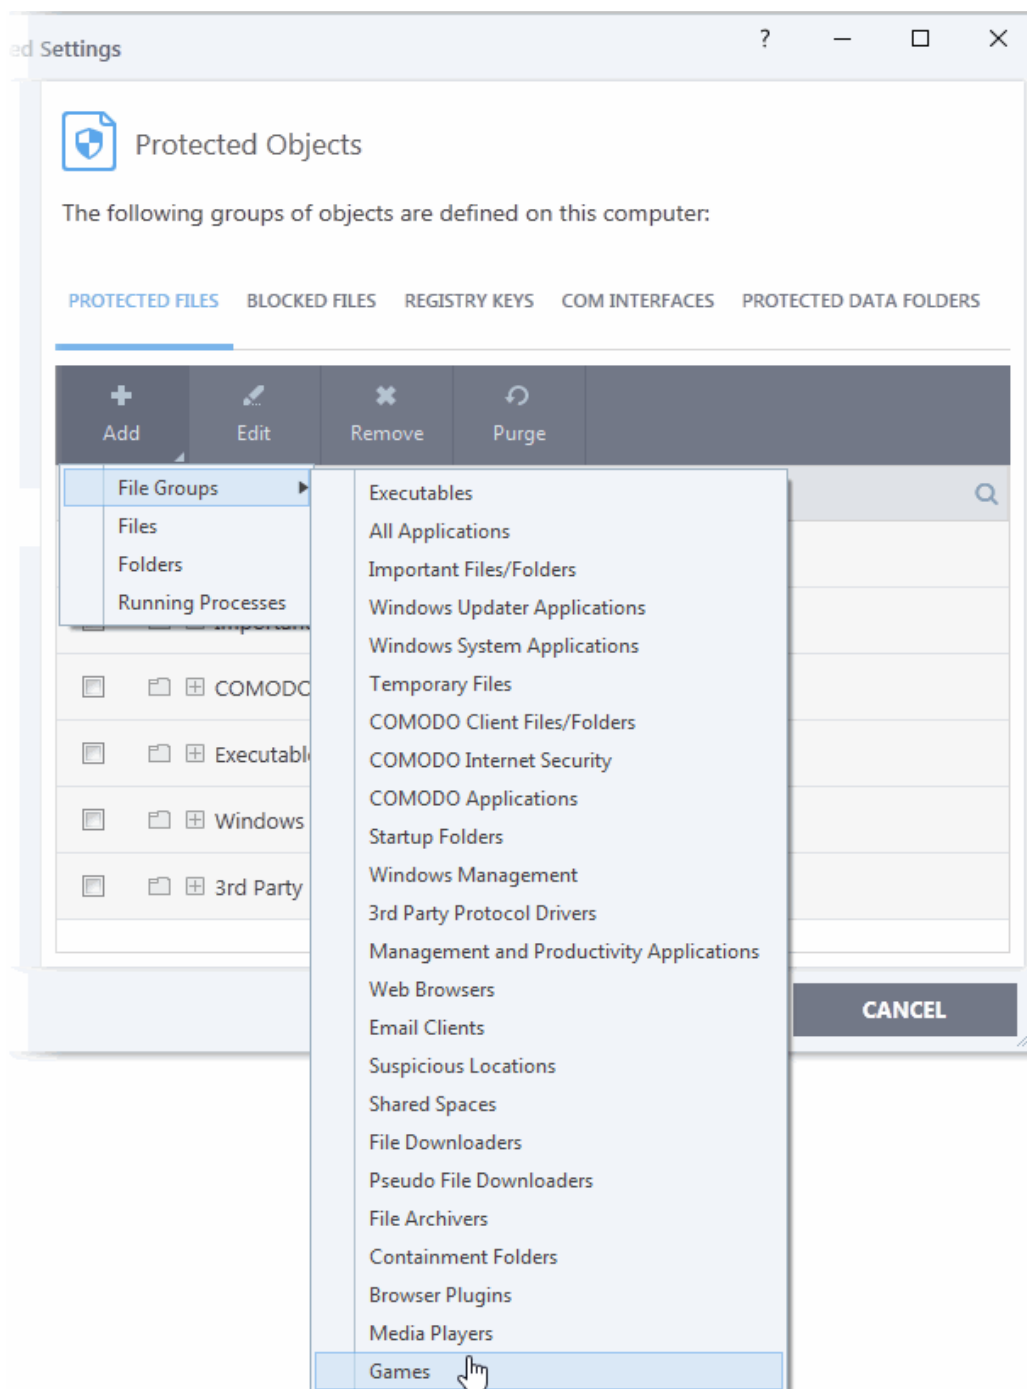 ed Settings ?
Protected Objects
The following groups of objects are defined on this computer:
PROTECTED FILES BLOCKED FILES REGISTRY KEYS COM INTERFACES PROTECTED DATA FOLDERS
Add Edit Remove Purge
File Groups
Files
Folders
Running Processes
Important
COMODO
Executabl
Windows
3rd Party
Executables
All Applications
Important Files/Folders
Windows Updater Applications
Windows System Applications
Temporary Files
COMODO Client Files/Folders
COMODO Internet Security
COMODO Applications
Startup Folders
Windows Management
3rd Party Protocol Drivers
Management and Productivity Applications
Web Browsers
Email Clients
Suspicious Locations
Shared Spaces
File Downloaders
Pseudo File Downloaders
File Archivers
Containment Folders
Browser Plugins
Media Players
Games
CANCEL